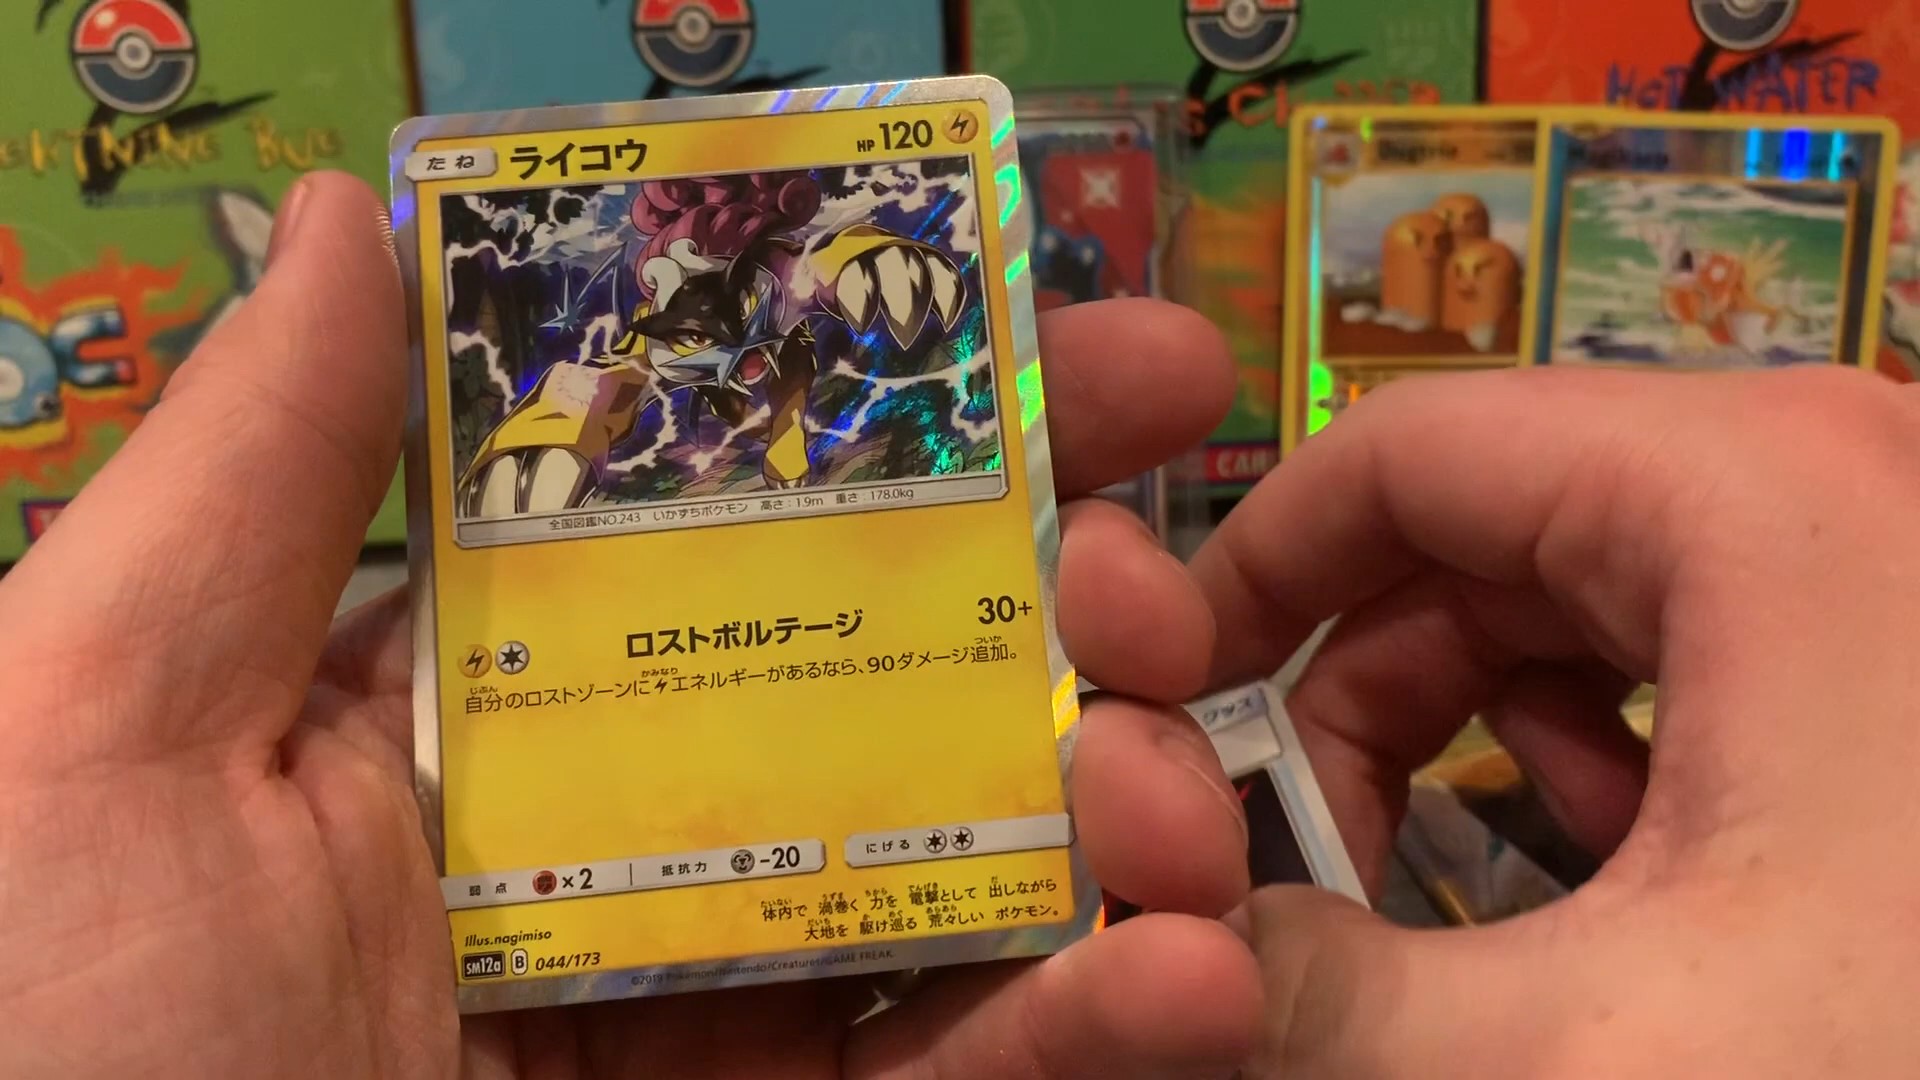 たね ライコウ HP 120
全国図鑑NO.243 いかずちポケモン 高さ：1.9m 重さ：178.0kg
ロストボルテージ 30+
自分のロストゾーンにエネルギーがあるなら、90ダメージ追加。
弱点 ×2 抵抗力 -20 にげる
体内で 渦巻く 力を 電撃として 出しながら
大地を 駆け巡る 荒々しい ポケモン。
Illus.nagimiso
SM12a B 044/173
©2019 Pokémon/Nintendo/Creatures/GAME FREAK.
HOT WATER
Dugtrio
Magikarp
グッズ